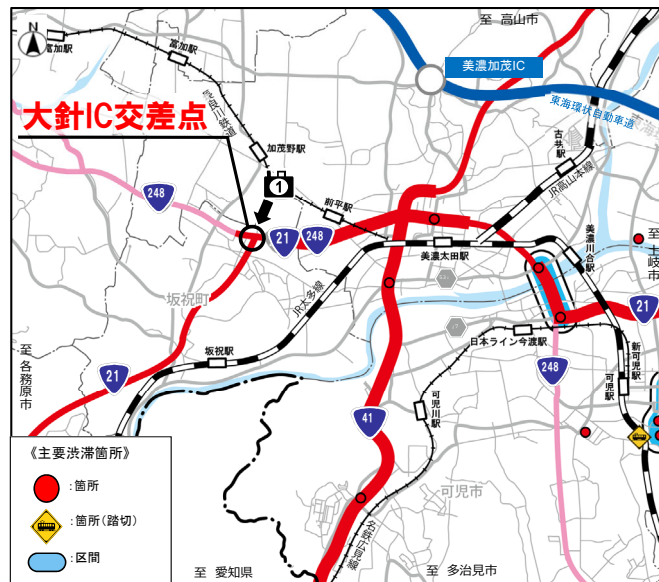 至 高山市
N
富加駅
富加駅
美濃加茂IC
東海環状自動車道
大針IC交差点
長良川鉄道
加茂野駅
古井駅
JR高山本線
1
前平駅
248
21
248
美濃太田駅
美濃川合駅
至 土岐市
坂祝町
JR太多線
21
日本ライン今渡駅
坂祝駅
至 各務原市
21
248
新可児駅
可児駅
可児川駅
41
《主要渋滞箇所》
:箇所
:箇所(踏切)
:区間
可児市
名鉄広見線
至 愛知県
至 多治見市